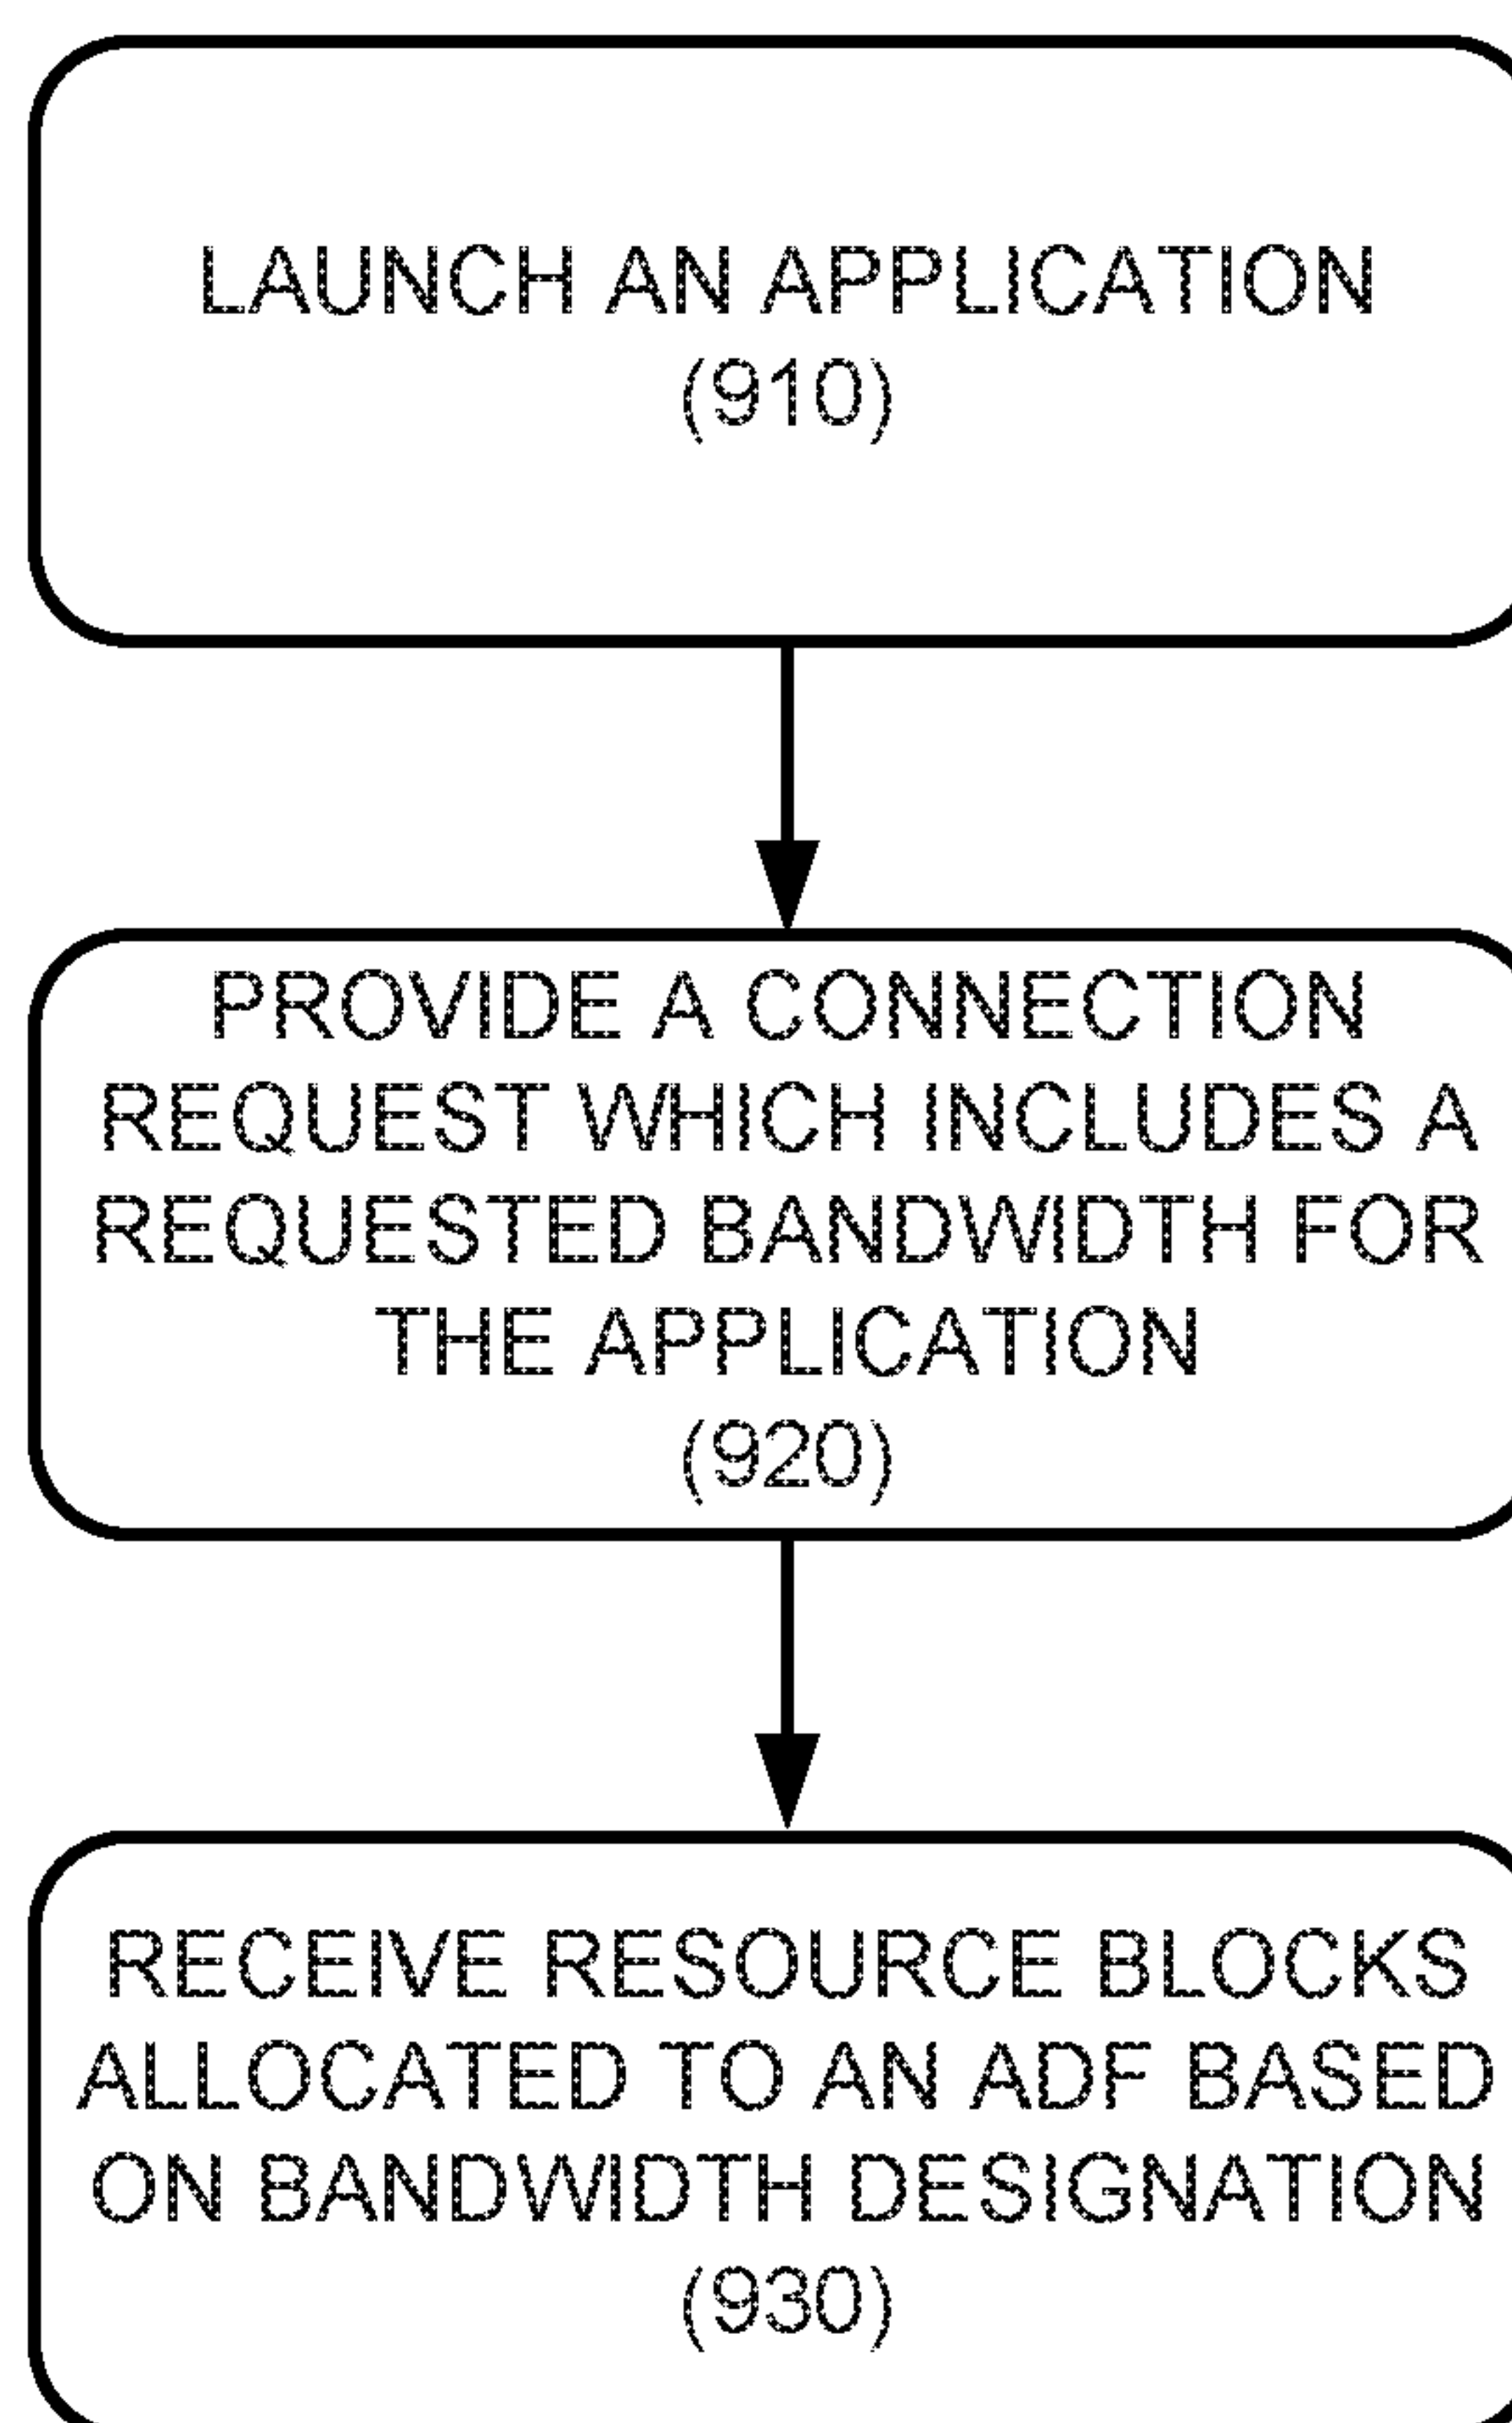 LAUNCH AN APPLICATION
(910)
PROVIDE A CONNECTION
REQUEST WHICH INCLUDES A
REQUESTED BANDWIDTH FOR
THE APPLICATION
(920)
RECEIVE RESOURCE BLOCKS
ALLOCATED TO AN ADF BASED
ON BANDWIDTH DESIGNATION
(930)